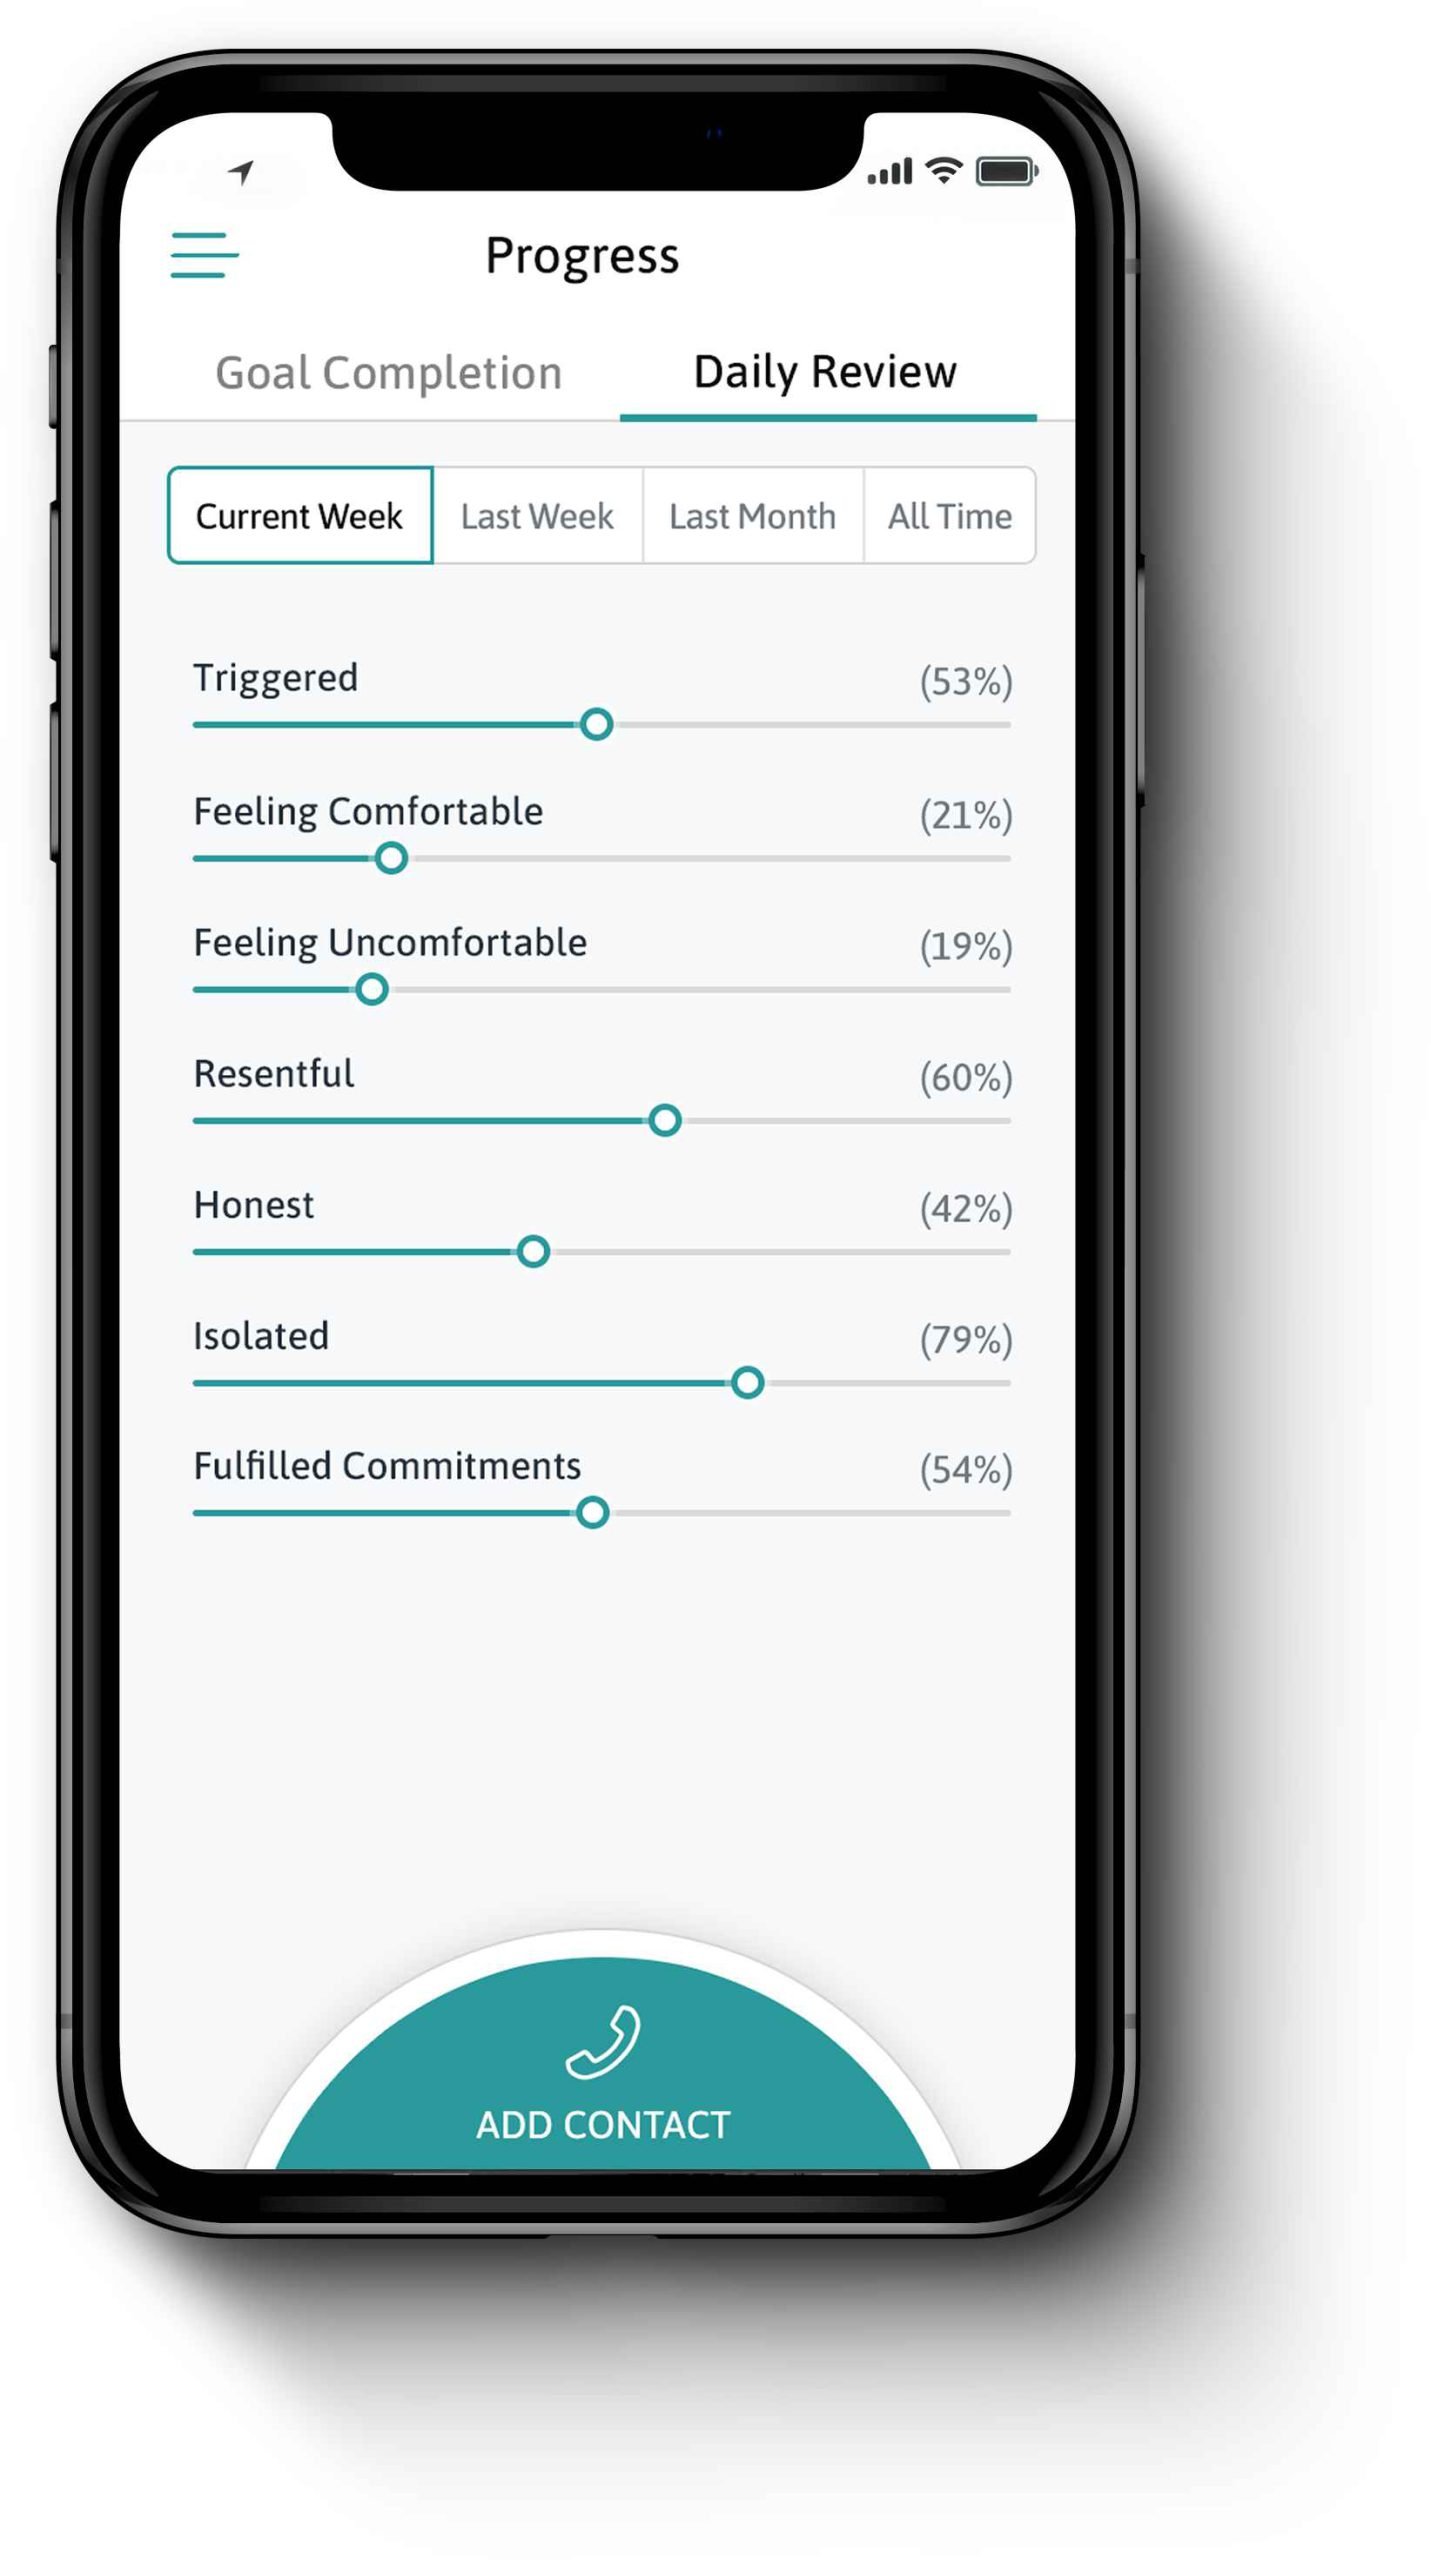 Progress
Goal Completion Daily Review
Current Week Last Week Last Month All Time
Triggered (53%)
Feeling Comfortable (21%)
Feeling Uncomfortable (19%)
Resentful (60%)
Honest (42%)
Isolated (79%)
Fulfilled Commitments (54%)
ADD CONTACT